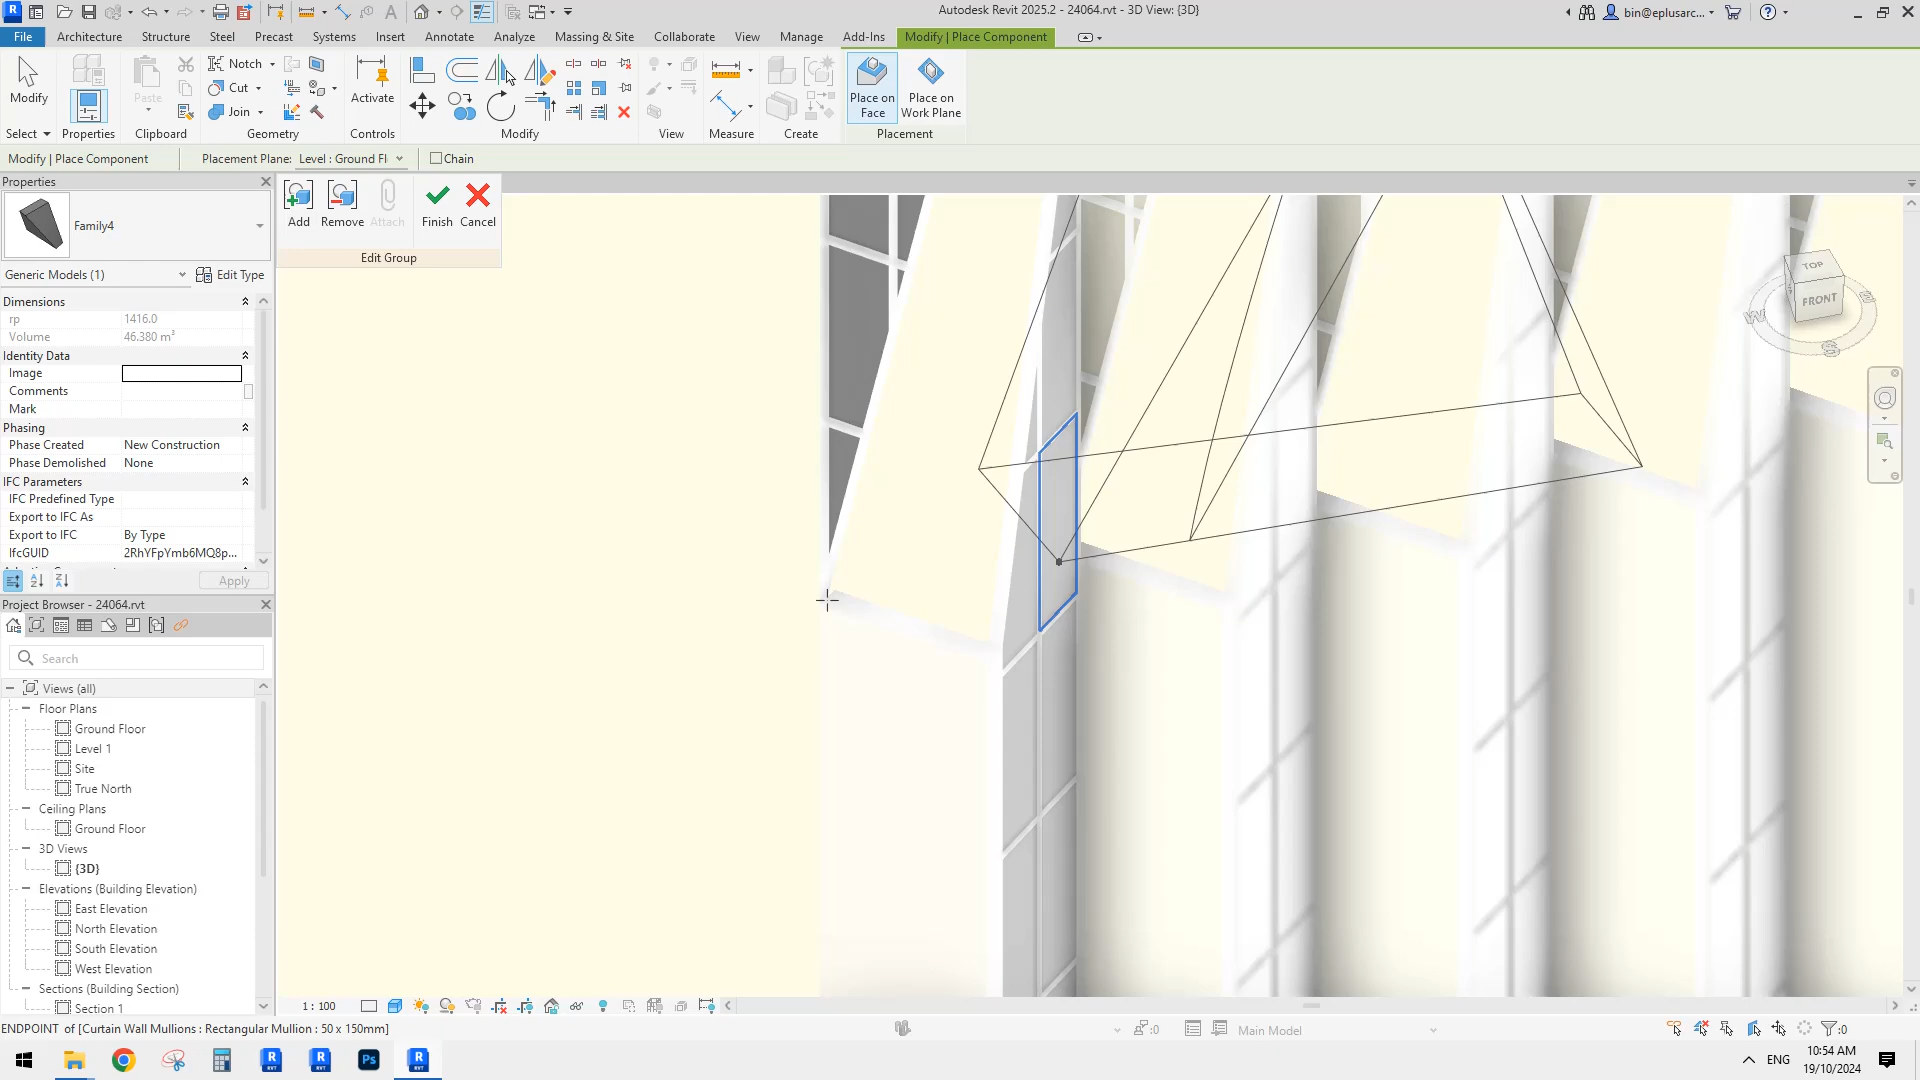 Autodesk Revit 2025.2 - 24064.rvt - 3D View: {3D}
bin@eplusarc...
File Architecture Structure Steel Precast Systems Insert Annotate Analyze Massing & Site Collaborate View Manage Add-Ins Modify | Place Component
Modify
Paste
Notch
Cut
Join
Activate
Place on Face
Place on Work Plane
Select Properties Clipboard Geometry Controls Modify View Measure Create Placement
Modify | Place Component Placement Plane: Level : Ground Fl Chain
Properties
Family4
Generic Models (1) Edit Type
Dimensions
rp 1416.0
Volume 46.380 m³
Identity Data
Image
Comments
Mark
Phasing
Phase Created New Construction
Phase Demolished None
IFC Parameters
IFC Predefined Type
Export to IFC As
Export to IFC By Type
IfcGUID 2RhYFpYmb6MQ8p...
Apply
Add Remove Attach Finish Cancel
Edit Group
TOP
FRONT
W
S
Project Browser - 24064.rvt
Search
Views (all)
Floor Plans
Ground Floor
Level 1
Site
True North
Ceiling Plans
Ground Floor
3D Views
{3D}
Elevations (Building Elevation)
East Elevation
North Elevation
South Elevation
West Elevation
Sections (Building Section)
Section 1
1 : 100
ENDPOINT of [Curtain Wall Mullions : Rectangular Mullion : 50 x 150mm]
:0
Main Model
:0
ENG
10:54 AM
19/10/2024